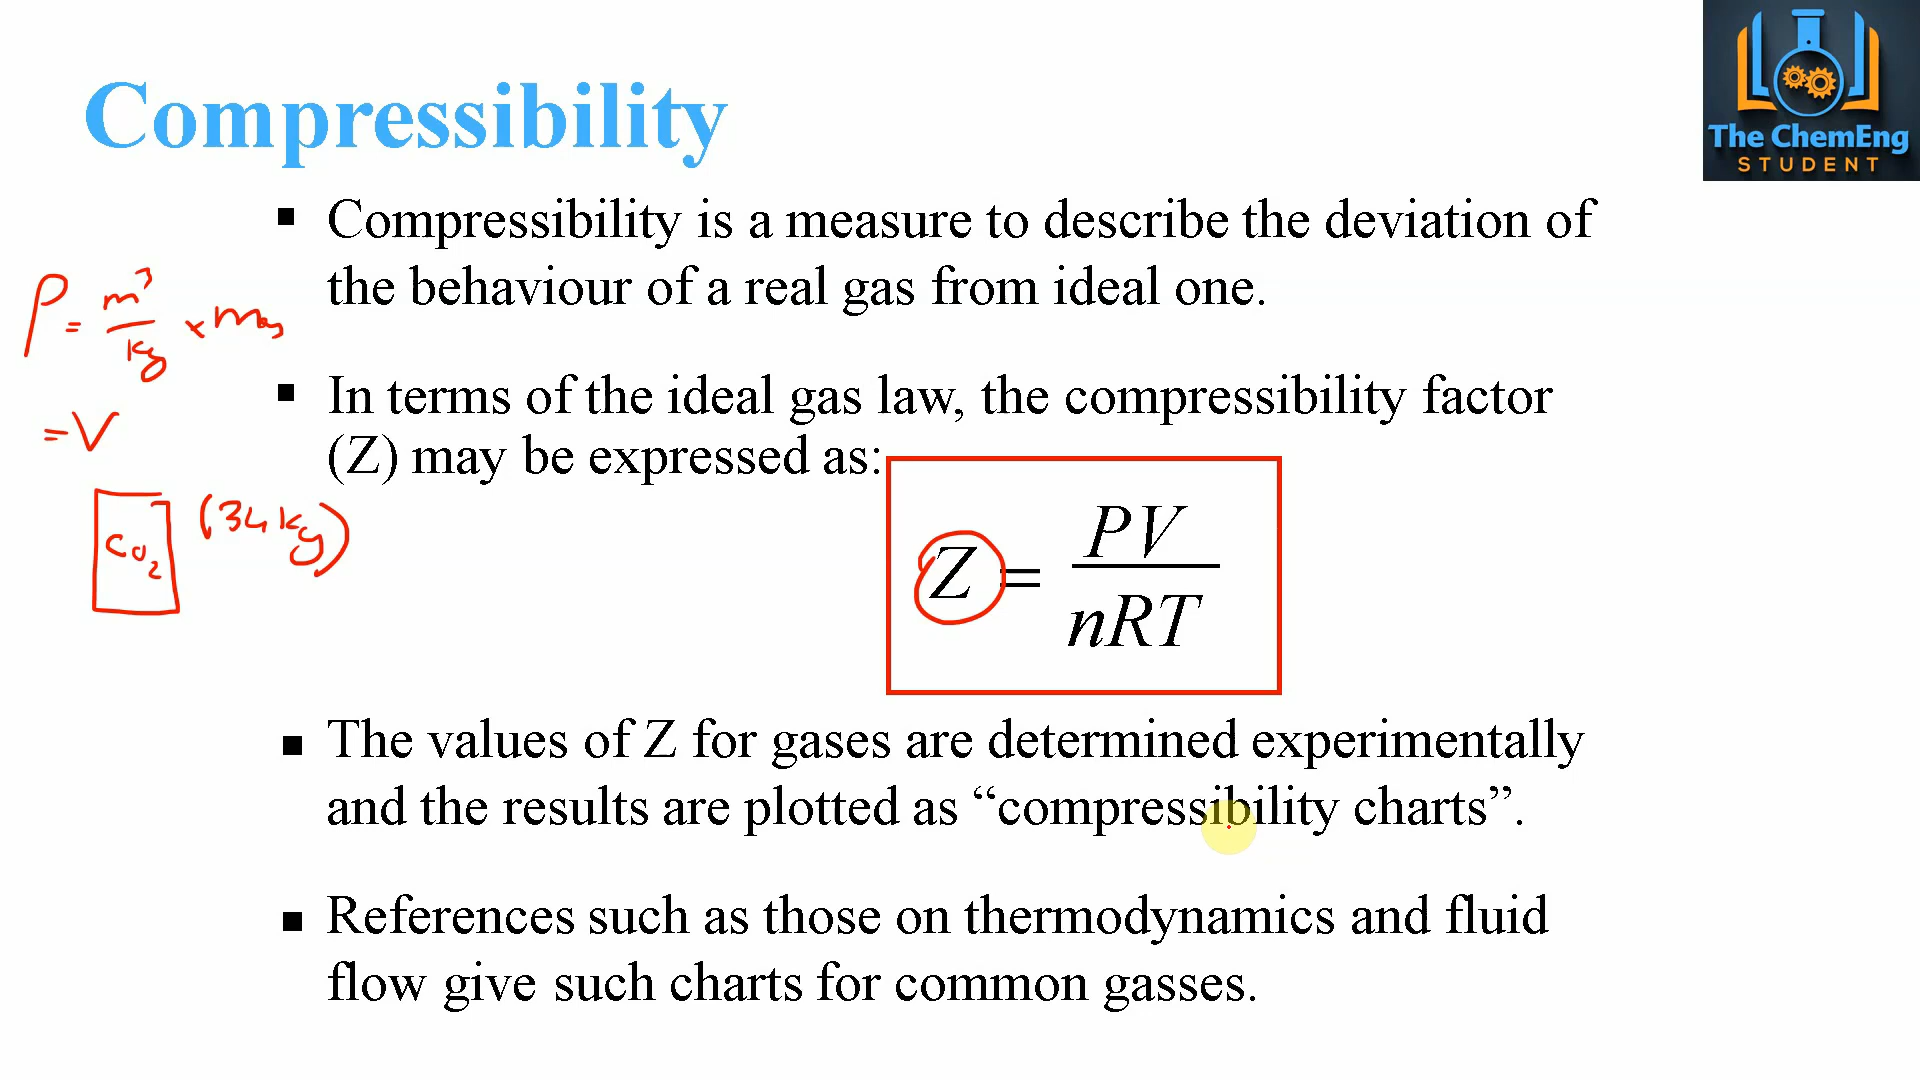 Compressibility
The ChemEng
STUDENT
▪ Compressibility is a measure to describe the deviation of
the behaviour of a real gas from ideal one.
ρ = m³/kg × mas
= V
▪ In terms of the ideal gas law, the compressibility factor
(Z) may be expressed as:
Z = PV/nRT
CO₂ (34 kg)
▪ The values of Z for gases are determined experimentally
and the results are plotted as “compressibility charts”.
▪ References such as those on thermodynamics and fluid
flow give such charts for common gasses.